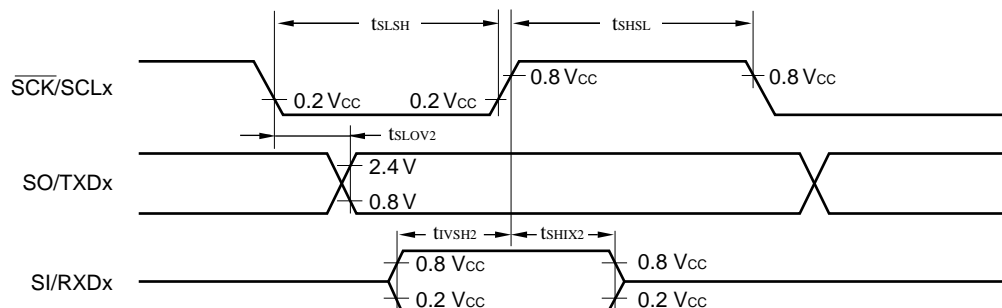 tSLSH tSHSL
SCK/SCLx 0.2 VCC 0.2 VCC 0.8 VCC 0.8 VCC
tSLOV2
SO/TXDx 2.4 V
0.8 V
tIVSH2 tSHIX2
SI/RXDx 0.8 VCC 0.8 VCC
0.2 VCC 0.2 VCC